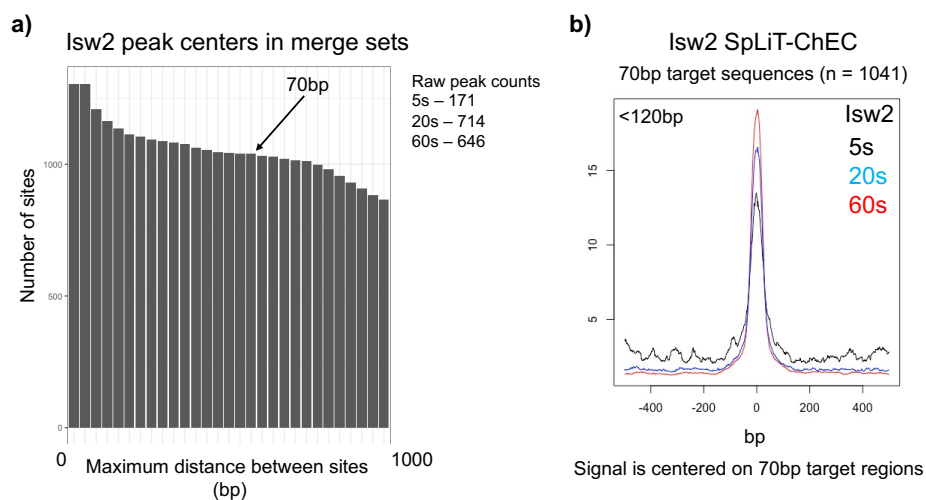 a)
Isw2 peak centers in merge sets
70bp
Raw peak counts
5s – 171
20s – 714
60s – 646
Number of sites
1000
500
0
0
1000
Maximum distance between sites
(bp)
b)
Isw2 SpLiT-ChEC
70bp target sequences (n = 1041)
<120bp
Isw2
5s
20s
60s
15
10
5
-400
-200
0
200
400
bp
Signal is centered on 70bp target regions